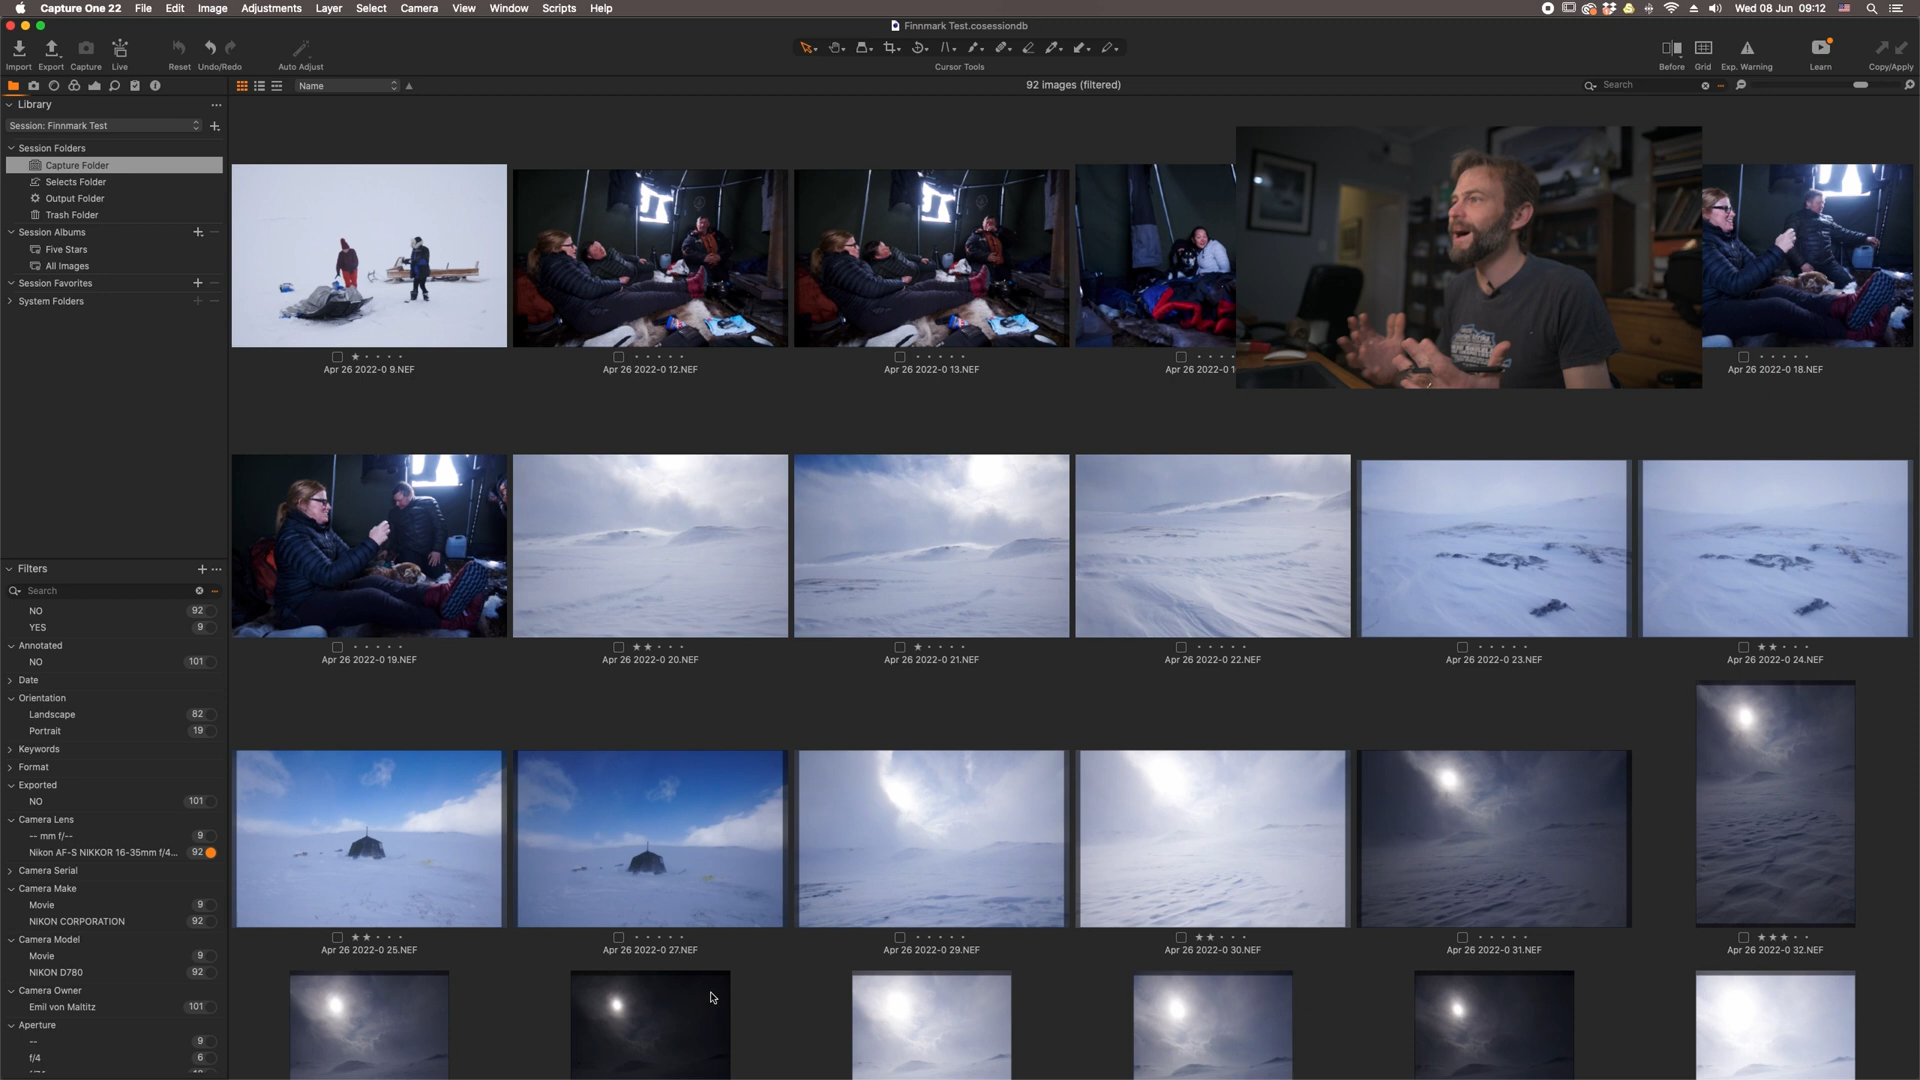 Capture One 22 File Edit Image Adjustments Layer Select Camera View Window Scripts Help Wed 08 Jun 09:12
Finnmark Test.cosessiondb
Import Export Capture Live Reset Undo/Redo Auto Adjust Cursor Tools Before Grid Exp. Warning Learn Copy/Apply
Name 92 images (filtered) Search
Library
Session: Finnmark Test
Session Folders
Capture Folder
Selects Folder
Output Folder
Trash Folder
Session Albums
Five Stars
All Images
Session Favorites
System Folders
Apr 26 2022-0 9.NEF Apr 26 2022-0 12.NEF Apr 26 2022-0 13.NEF Apr 26 2022-0 Apr 26 2022-0 18.NEF
Apr 26 2022-0 19.NEF Apr 26 2022-0 20.NEF Apr 26 2022-0 21.NEF Apr 26 2022-0 22.NEF Apr 26 2022-0 23.NEF Apr 26 2022-0 24.NEF
Apr 26 2022-0 25.NEF Apr 26 2022-0 27.NEF Apr 26 2022-0 29.NEF Apr 26 2022-0 30.NEF Apr 26 2022-0 31.NEF Apr 26 2022-0 32.NEF
Filters
Search
NO 92
YES 9
Annotated
NO 101
Date
Orientation
Landscape 82
Portrait 19
Keywords
Format
Exported
NO 101
Camera Lens
-- mm f/-- 9
Nikon AF-S NIKKOR 16-35mm f/4... 92
Camera Serial
Camera Make
Movie 9
NIKON CORPORATION 92
Camera Model
Movie 9
NIKON D780 92
Camera Owner
Emil von Maltitz 101
Aperture
-- 9
f/4 6